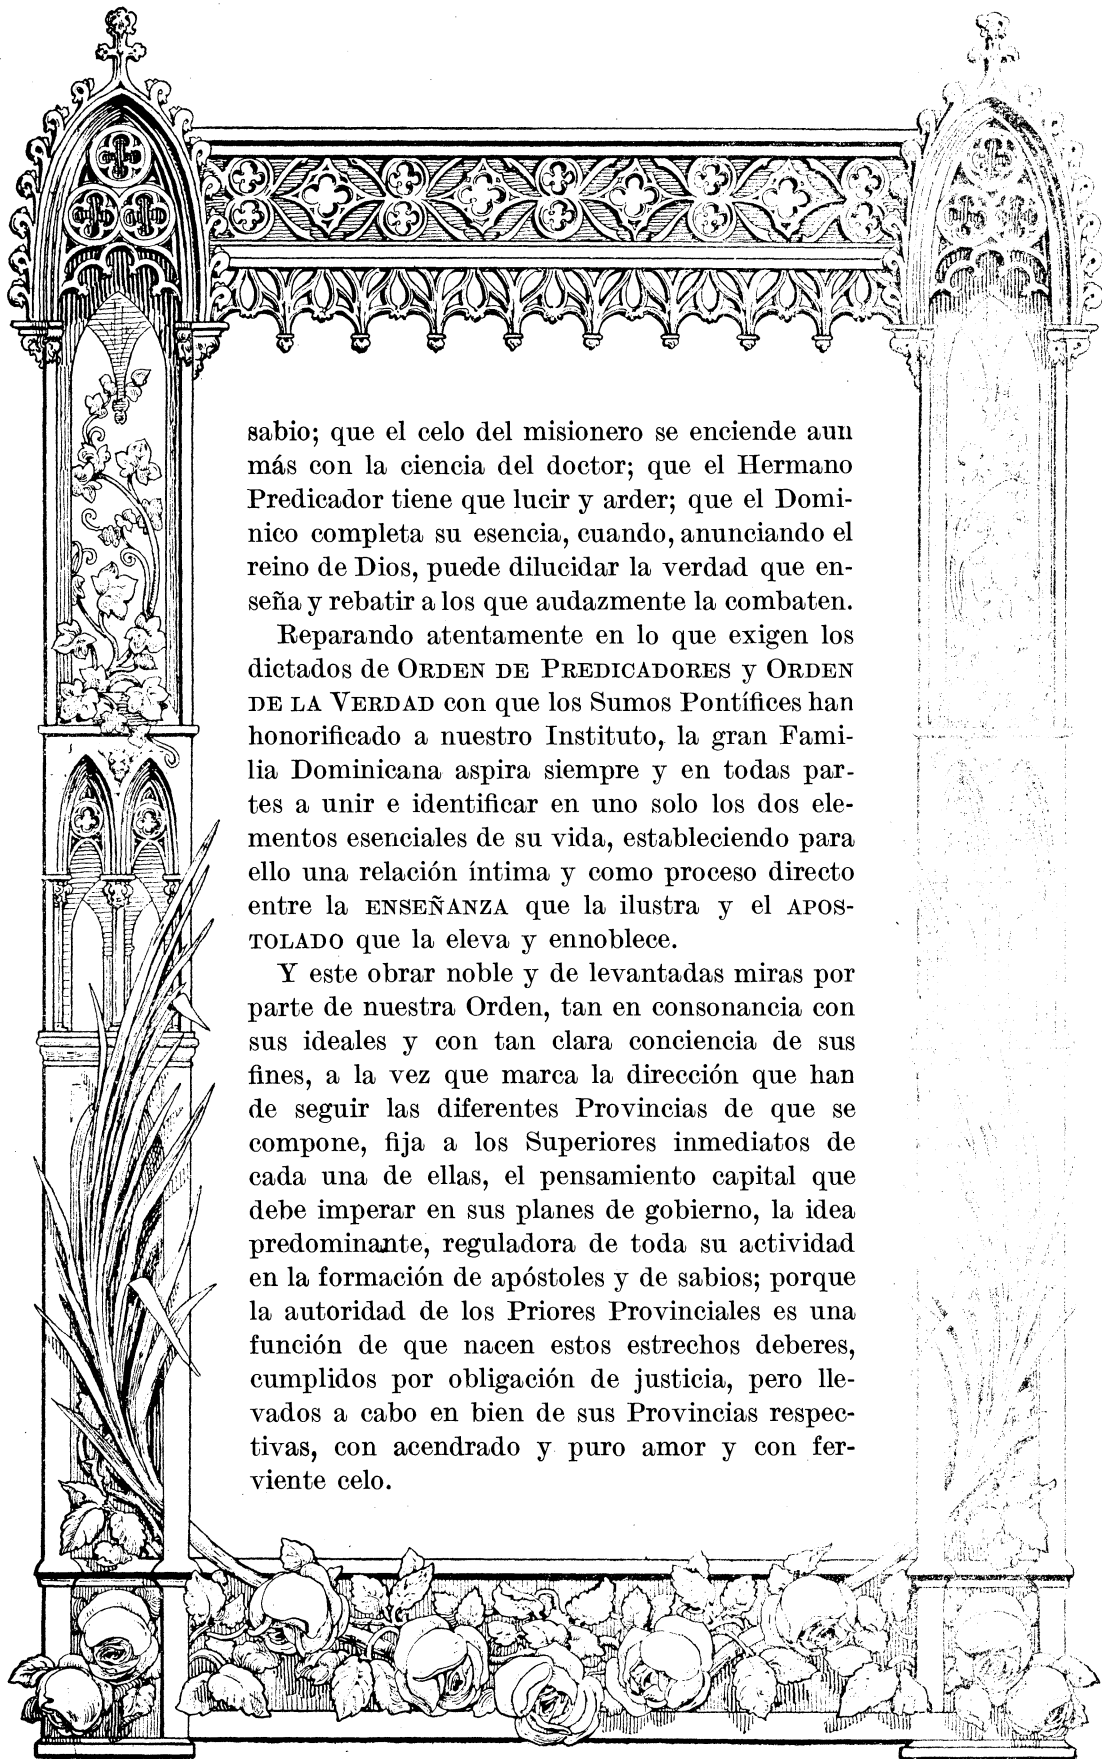 sabio; que el celo del misionero se enciende aun
más con la ciencia del doctor; que el Hermano
Predicador tiene que lucir y arder; que el Domi-
nico completa su esencia, cuando, anunciando el
reino de Dios, puede dilucidar la verdad que en-
seña y rebatir a los que audazmente la combaten.
Reparando atentamente en lo que exigen los
dictados de ORDEN DE PREDICADORES y ORDEN
DE LA VERDAD con que los Sumos Pontífices han
honorificado a nuestro Instituto, la gran Fami-
lia Dominicana aspira siempre y en todas par-
tes a unir e identificar en uno solo los dos ele-
mentos esenciales de su vida, estableciendo para
ello una relación íntima y como proceso directo
entre la ENSEÑANZA que la ilustra y el APOS-
TOLADO que la eleva y ennoblece.
Y este obrar noble y de levantadas miras por
parte de nuestra Orden, tan en consonancia con
sus ideales y con tan clara conciencia de sus
fines, a la vez que marca la dirección que han
de seguir las diferentes Provincias de que se
compone, fija a los Superiores inmediatos de
cada una de ellas, el pensamiento capital que
debe imperar en sus planes de gobierno, la idea
predominante, reguladora de toda su actividad
en la formación de apóstoles y de sabios; porque
la autoridad de los Priores Provinciales es una
función de que nacen estos estrechos deberes,
cumplidos por obligación de justicia, pero lle-
vados a cabo en bien de sus Provincias respec-
tivas, con acendrado y puro amor y con fer-
viente celo.